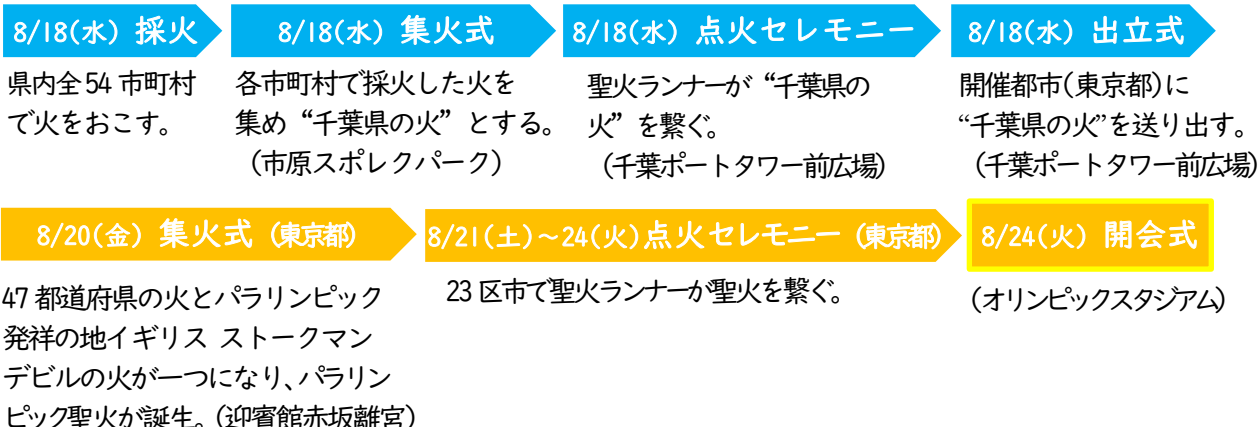 8/18(水) 採火
県内全54市町村
で火をおこす。
8/18(水) 集火式
各市町村で採火した火を
集め“千葉県の火”とする。
(市原スポレクパーク)
8/18(水) 点火セレモニー
聖火ランナーが“千葉県の
火”を繋ぐ。
(千葉ポートタワー前広場)
8/18(水) 出立式
開催都市(東京都)に
“千葉県の火”を送り出す。
(千葉ポートタワー前広場)
8/20(金) 集火式 (東京都)
47都道府県の火とパラリンピック
発祥の地イギリス ストークマン
デビルの火が一つになり、パラリン
ピック聖火が誕生。(迎賓館赤坂離宮)
8/21(土)~24(火)点火セレモニー (東京都)
23区市で聖火ランナーが聖火を繋ぐ。
8/24(火) 開会式
(オリンピックスタジアム)